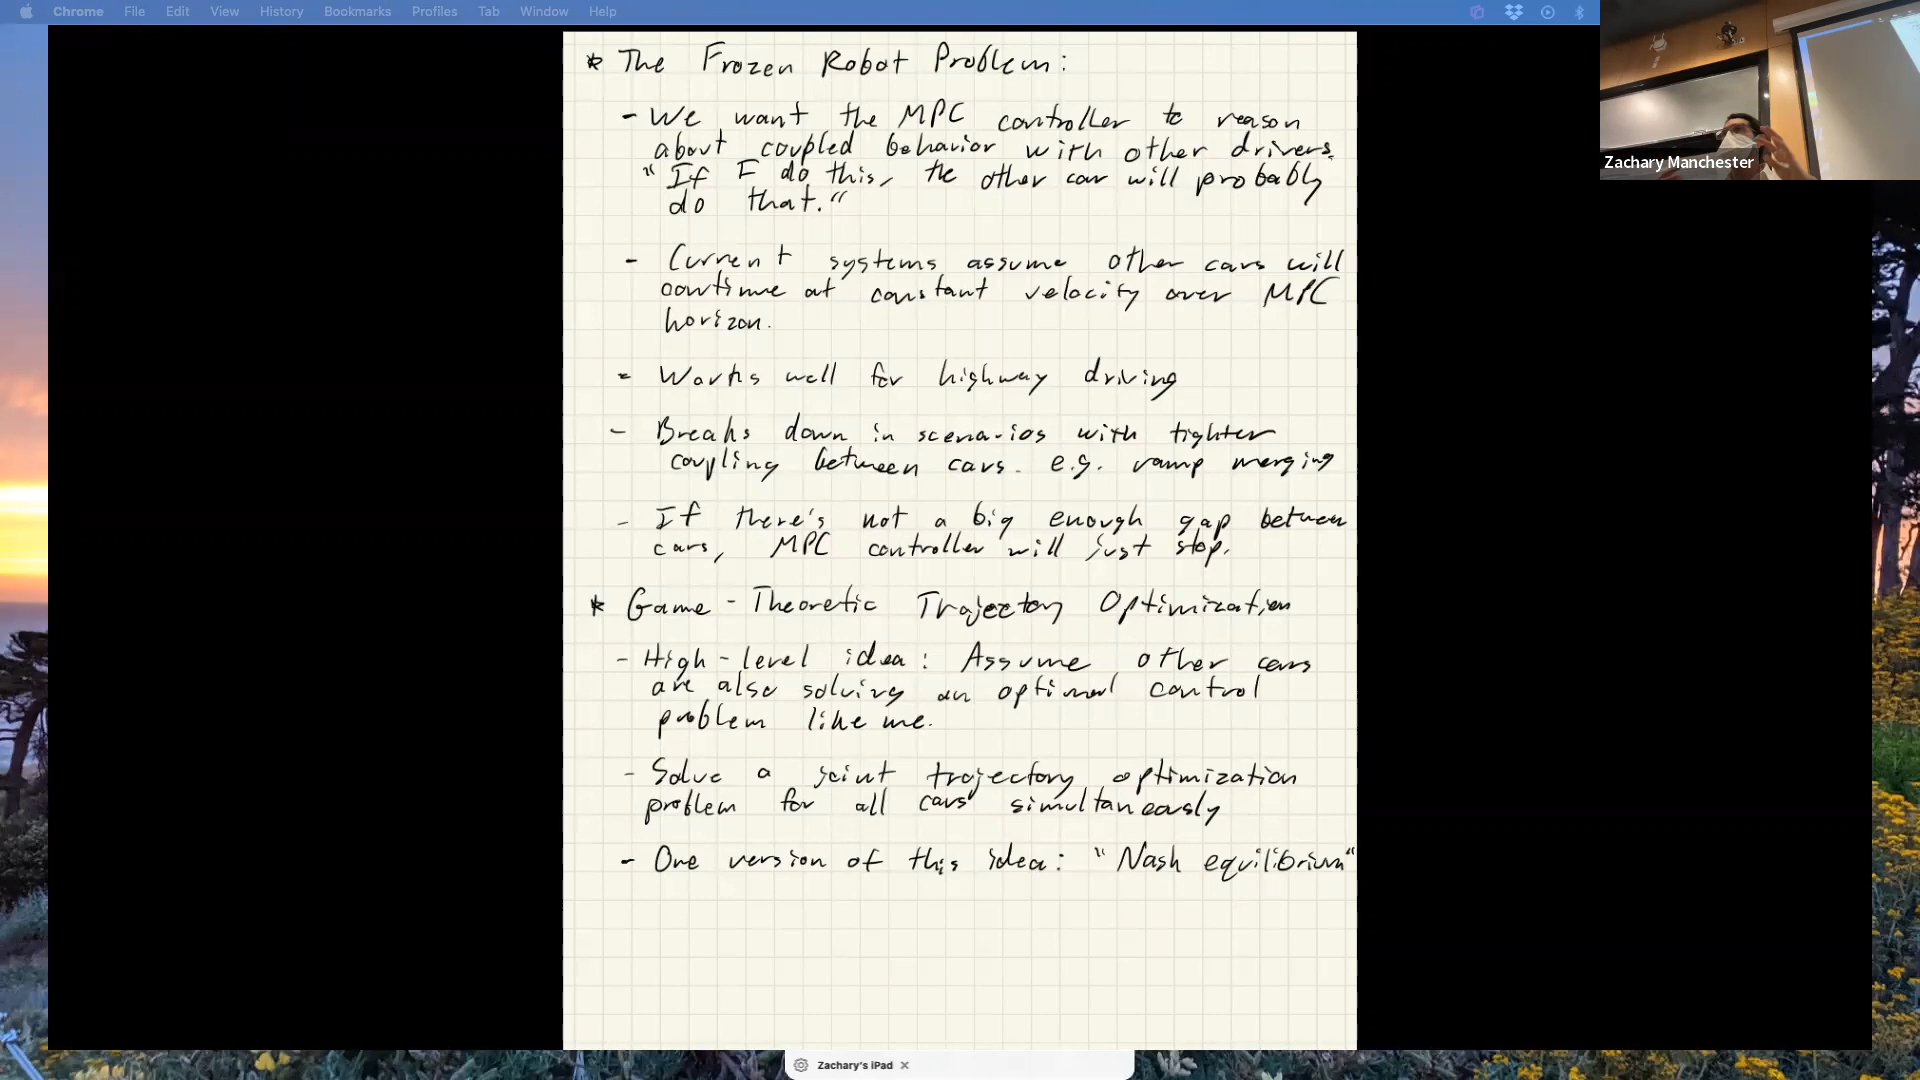 Chrome File Edit View History Bookmarks Profiles Tab Window Help
Zachary Manchester
* The Frozen Robot Problem:
- We want the MPC controller to reason
about coupled behavior with other drivers.
"If I do this, the other car will probably
do that."
- Current systems assume other cars will
continue at constant velocity over MPC
horizon.
- Works well for highway driving
- Breaks down in scenarios with tighter
coupling between cars. e.g. ramp merging
- If there's not a big enough gap between
cars, MPC controller will just stop.
* Game-Theoretic Trajectory Optimization
- High-level idea: Assume other cars
are also solving an optimal control
problem like me.
- Solve a joint trajectory optimization
problem for all cars simultaneously
- One version of this idea: "Nash equilibrium"
Zachary's iPad